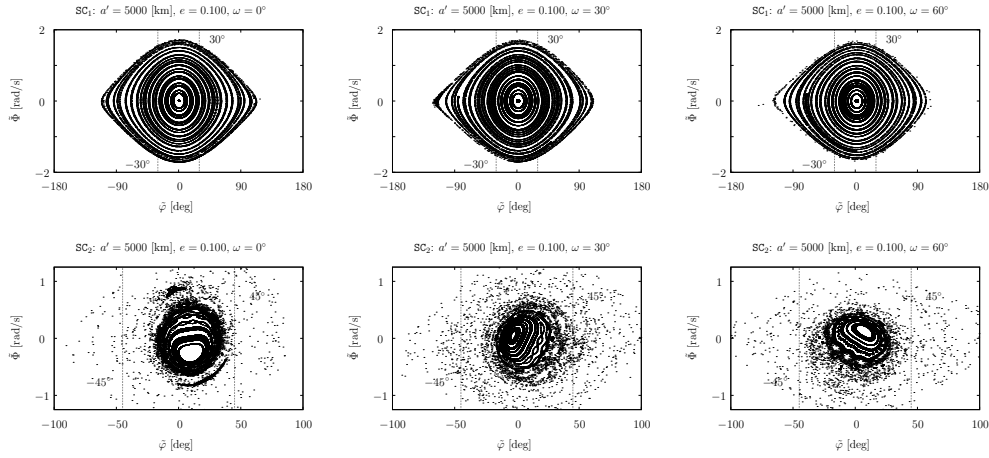 SC₁: a′ = 5000 [km], e = 0.100, ω = 0°
SC₁: a′ = 5000 [km], e = 0.100, ω = 30°
SC₁: a′ = 5000 [km], e = 0.100, ω = 60°
2
1
0
−2
Φ̃ [rad/s]
30°
−30°
−180 −90 0 90 180
φ̃ [deg]
2
1
0
−2
Φ̃ [rad/s]
30°
−30°
−180 −90 0 90 180
φ̃ [deg]
2
1
0
−2
Φ̃ [rad/s]
30°
−30°
−180 −90 0 90 180
φ̃ [deg]
SC₂: a′ = 5000 [km], e = 0.100, ω = 0°
SC₂: a′ = 5000 [km], e = 0.100, ω = 30°
SC₂: a′ = 5000 [km], e = 0.100, ω = 60°
1
0
−1
Φ̃ [rad/s]
45°
−45°
−100 −50 0 50 100
φ̃ [deg]
1
0
−1
Φ̃ [rad/s]
45°
−45°
−100 −50 0 50 100
φ̃ [deg]
1
0
−1
Φ̃ [rad/s]
45°
−45°
−100 −50 0 50 100
φ̃ [deg]